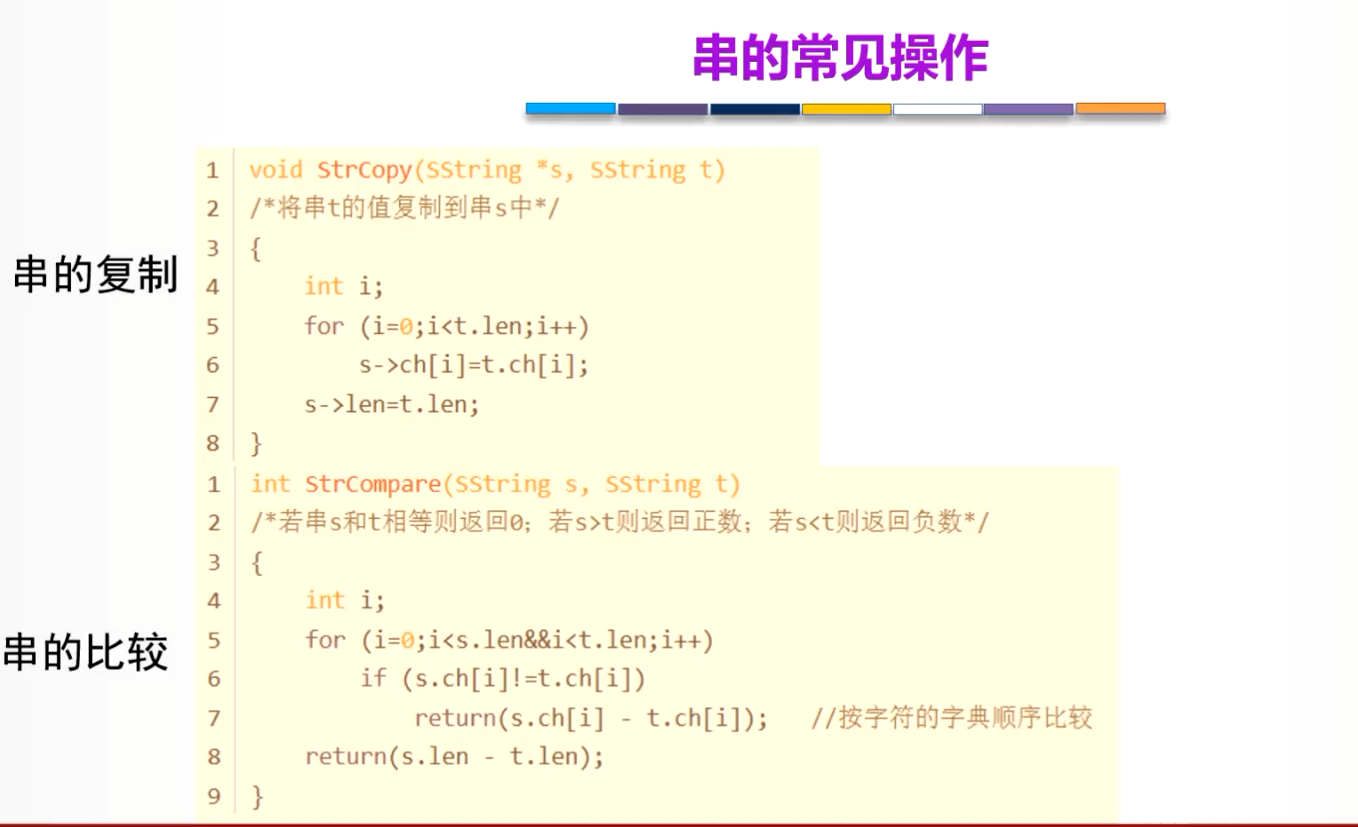 串的常见操作
串的复制
1 void StrCopy(SString *s, SString t)
2 /*将串t的值复制到串s中*/
3 {
4     int i;
5     for (i=0;i<t.len;i++)
6         s->ch[i]=t.ch[i];
7     s->len=t.len;
8 }
串的比较
1 int StrCompare(SString s, SString t)
2 /*若串s和t相等则返回0；若s>t则返回正数；若s<t则返回负数*/
3 {
4     int i;
5     for (i=0;i<s.len&&i<t.len;i++)
6         if (s.ch[i]!=t.ch[i])
7             return(s.ch[i] - t.ch[i]);   //按字符的字典顺序比较
8     return(s.len - t.len);
9 }